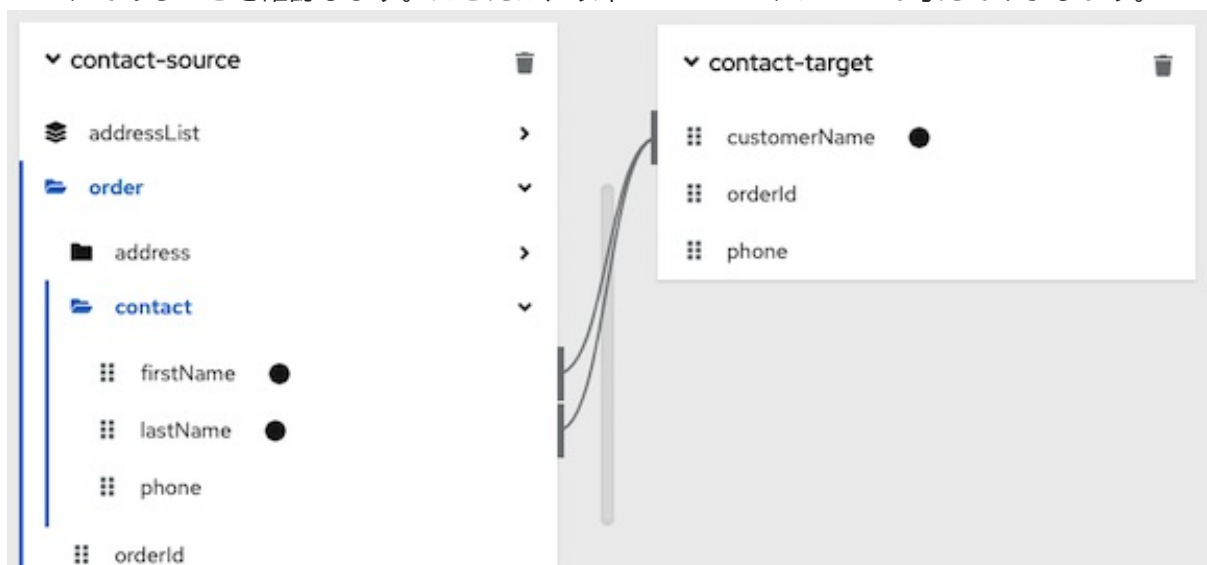 contact-source
addressList
order
address
contact
firstName
lastName
phone
orderId
contact-target
customerName
orderId
phone